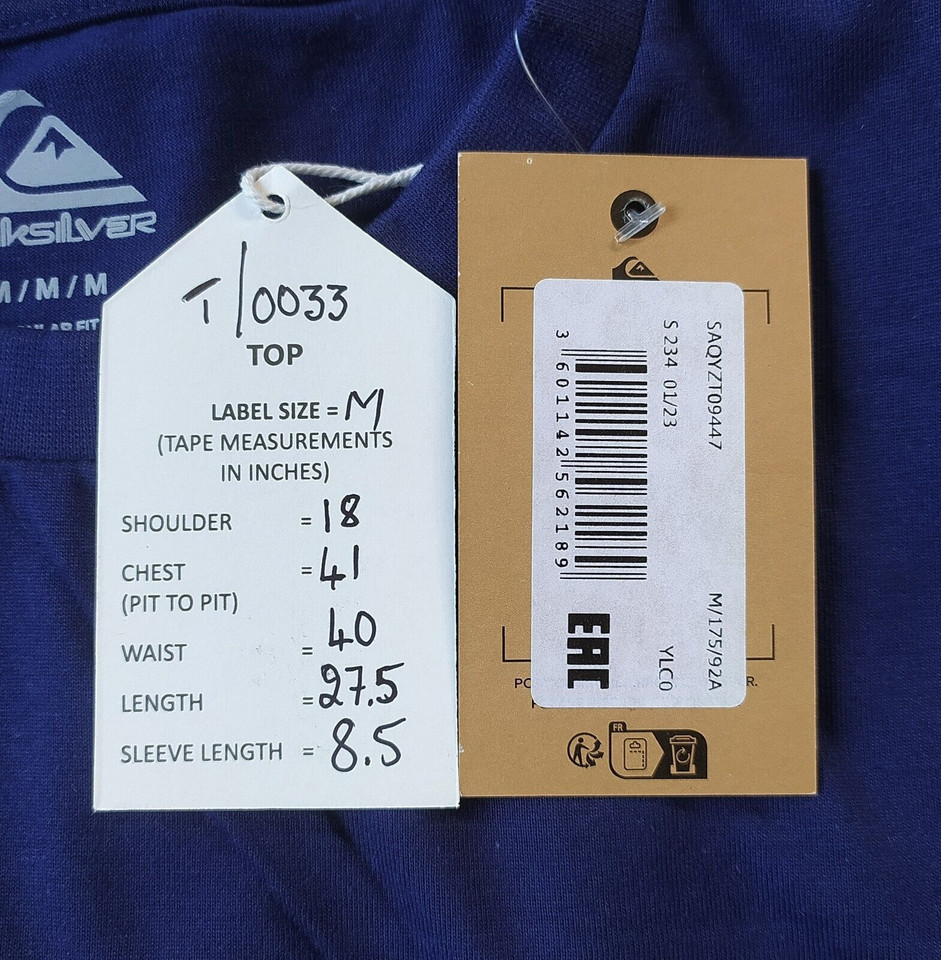 QUIKSILVER
M / M / M
T/0033
TOP
LABEL SIZE = M
(TAPE MEASUREMENTS
IN INCHES)
SHOULDER = 18
CHEST = 41
(PIT TO PIT)
WAIST = 40
LENGTH = 27.5
SLEEVE LENGTH = 8.5
SAQYZT09447 M/175/92A
S 234 01/23 YLC0
3 601142 562189
EAC
FR